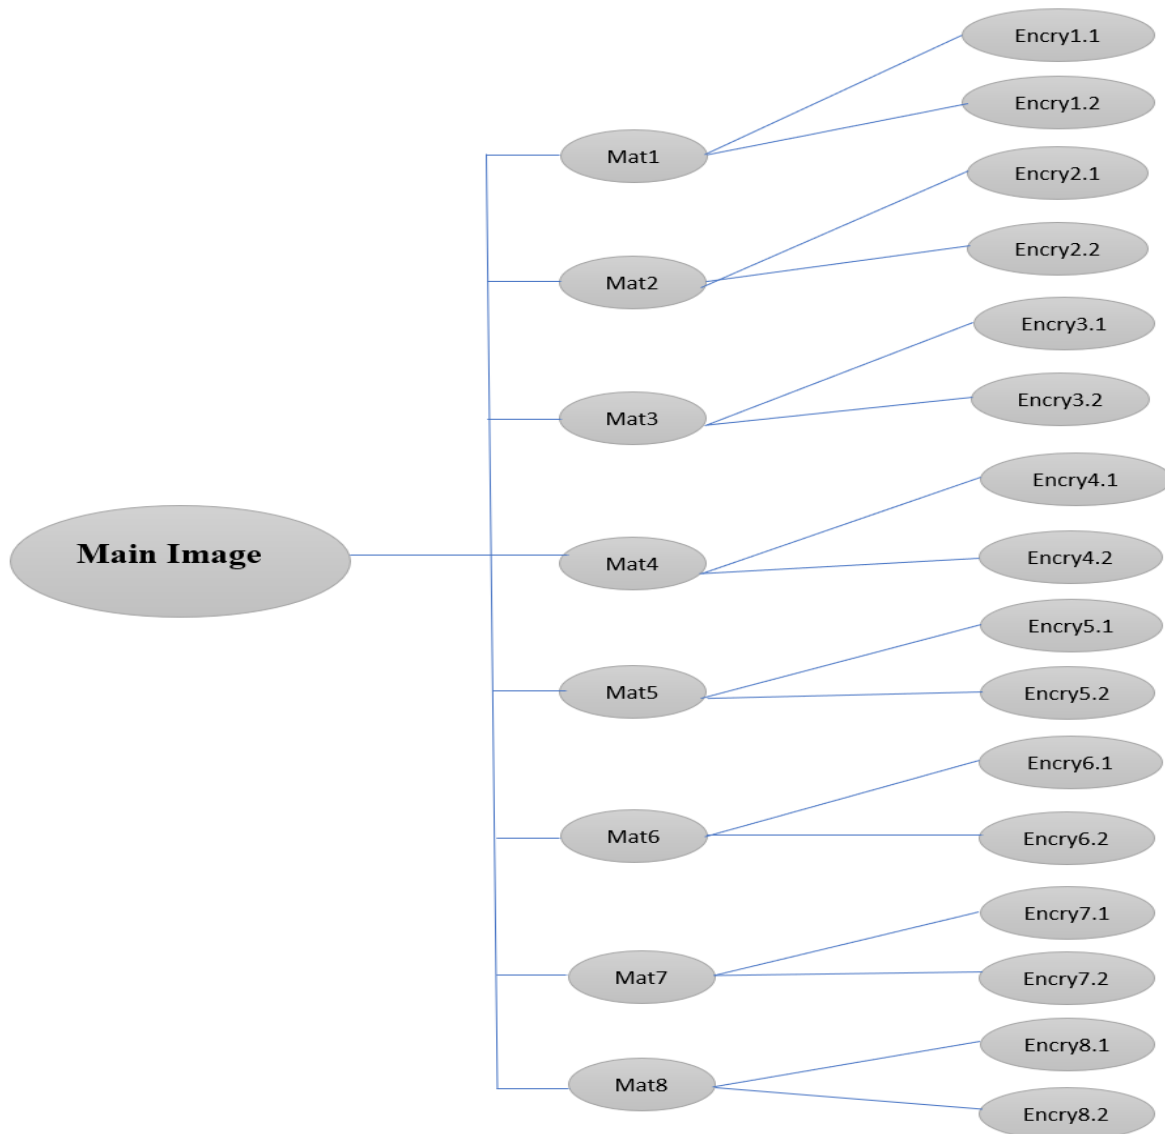 Main Image
Mat1
Encry1.1
Encry1.2
Mat2
Encry2.1
Encry2.2
Mat3
Encry3.1
Encry3.2
Mat4
Encry4.1
Encry4.2
Mat5
Encry5.1
Encry5.2
Mat6
Encry6.1
Encry6.2
Mat7
Encry7.1
Encry7.2
Mat8
Encry8.1
Encry8.2